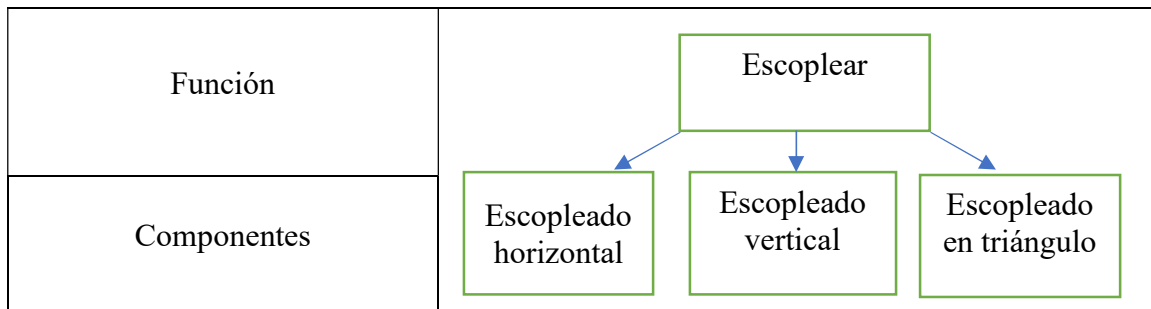 Función
Escoplear
Componentes
Escopleado
horizontal
Escopleado
vertical
Escopleado
en triángulo